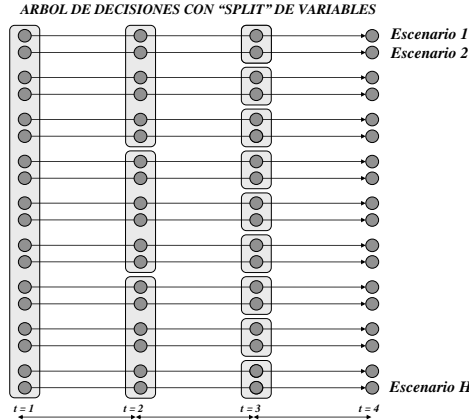 ARBOL DE DECISIONES CON “SPLIT” DE VARIABLES
Escenario 1
Escenario 2
Escenario H
t = 1 t = 2 t = 3 t = 4